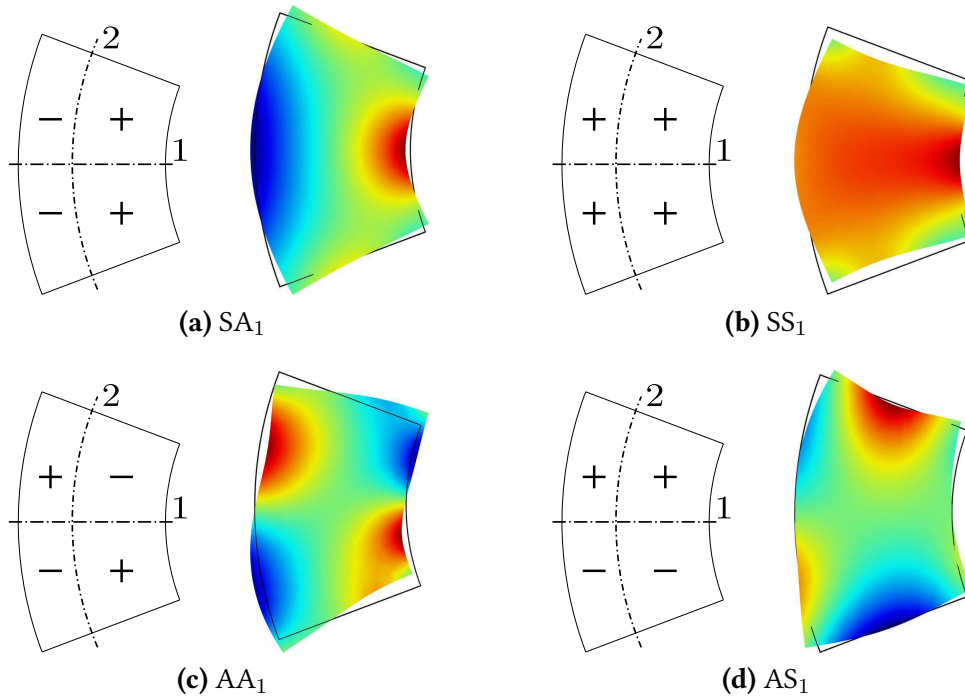 2 2
− + + +
1 1
− + + +
(a) SA₁ (b) SS₁
2 2
+ − + +
1 1
− + − −
(c) AA₁ (d) AS₁